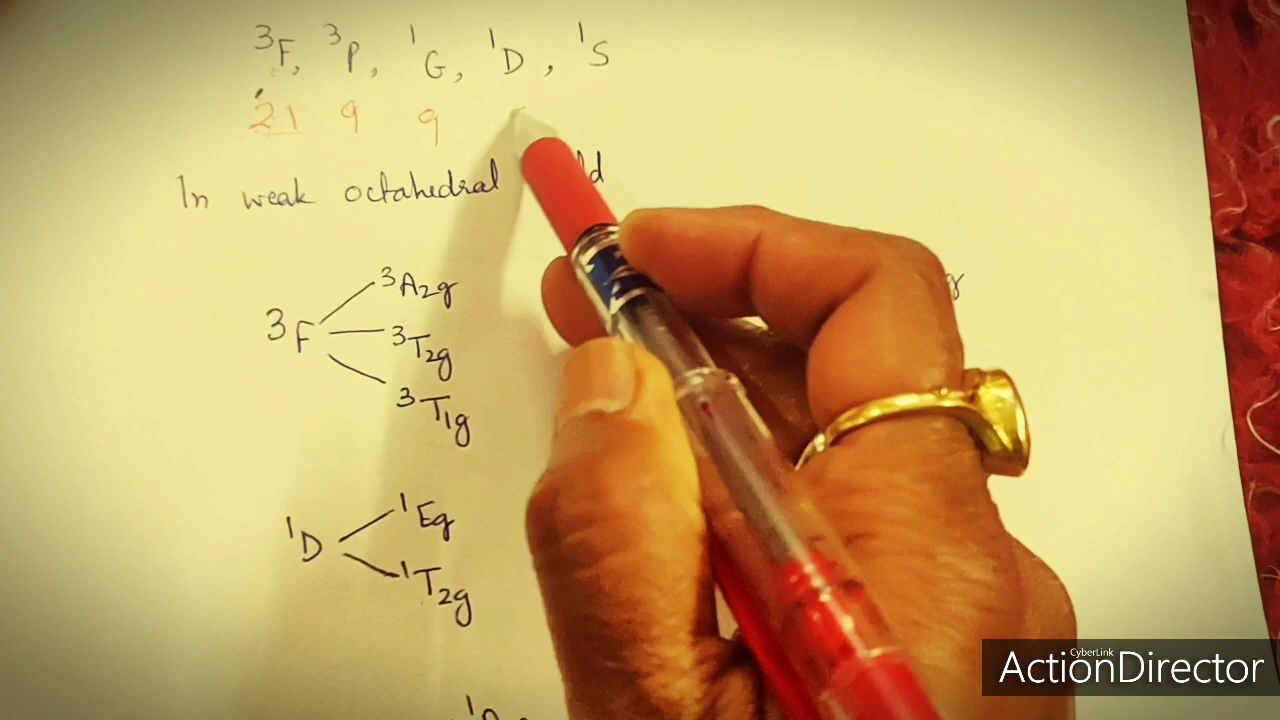 ³F, ³P, ¹G, ¹D, ¹S
21 9 9
In weak octahedral
³F ³A₂g
³T₂g
³T₁g
¹D ¹Eg
¹T₂g
CyberLink
ActionDirector